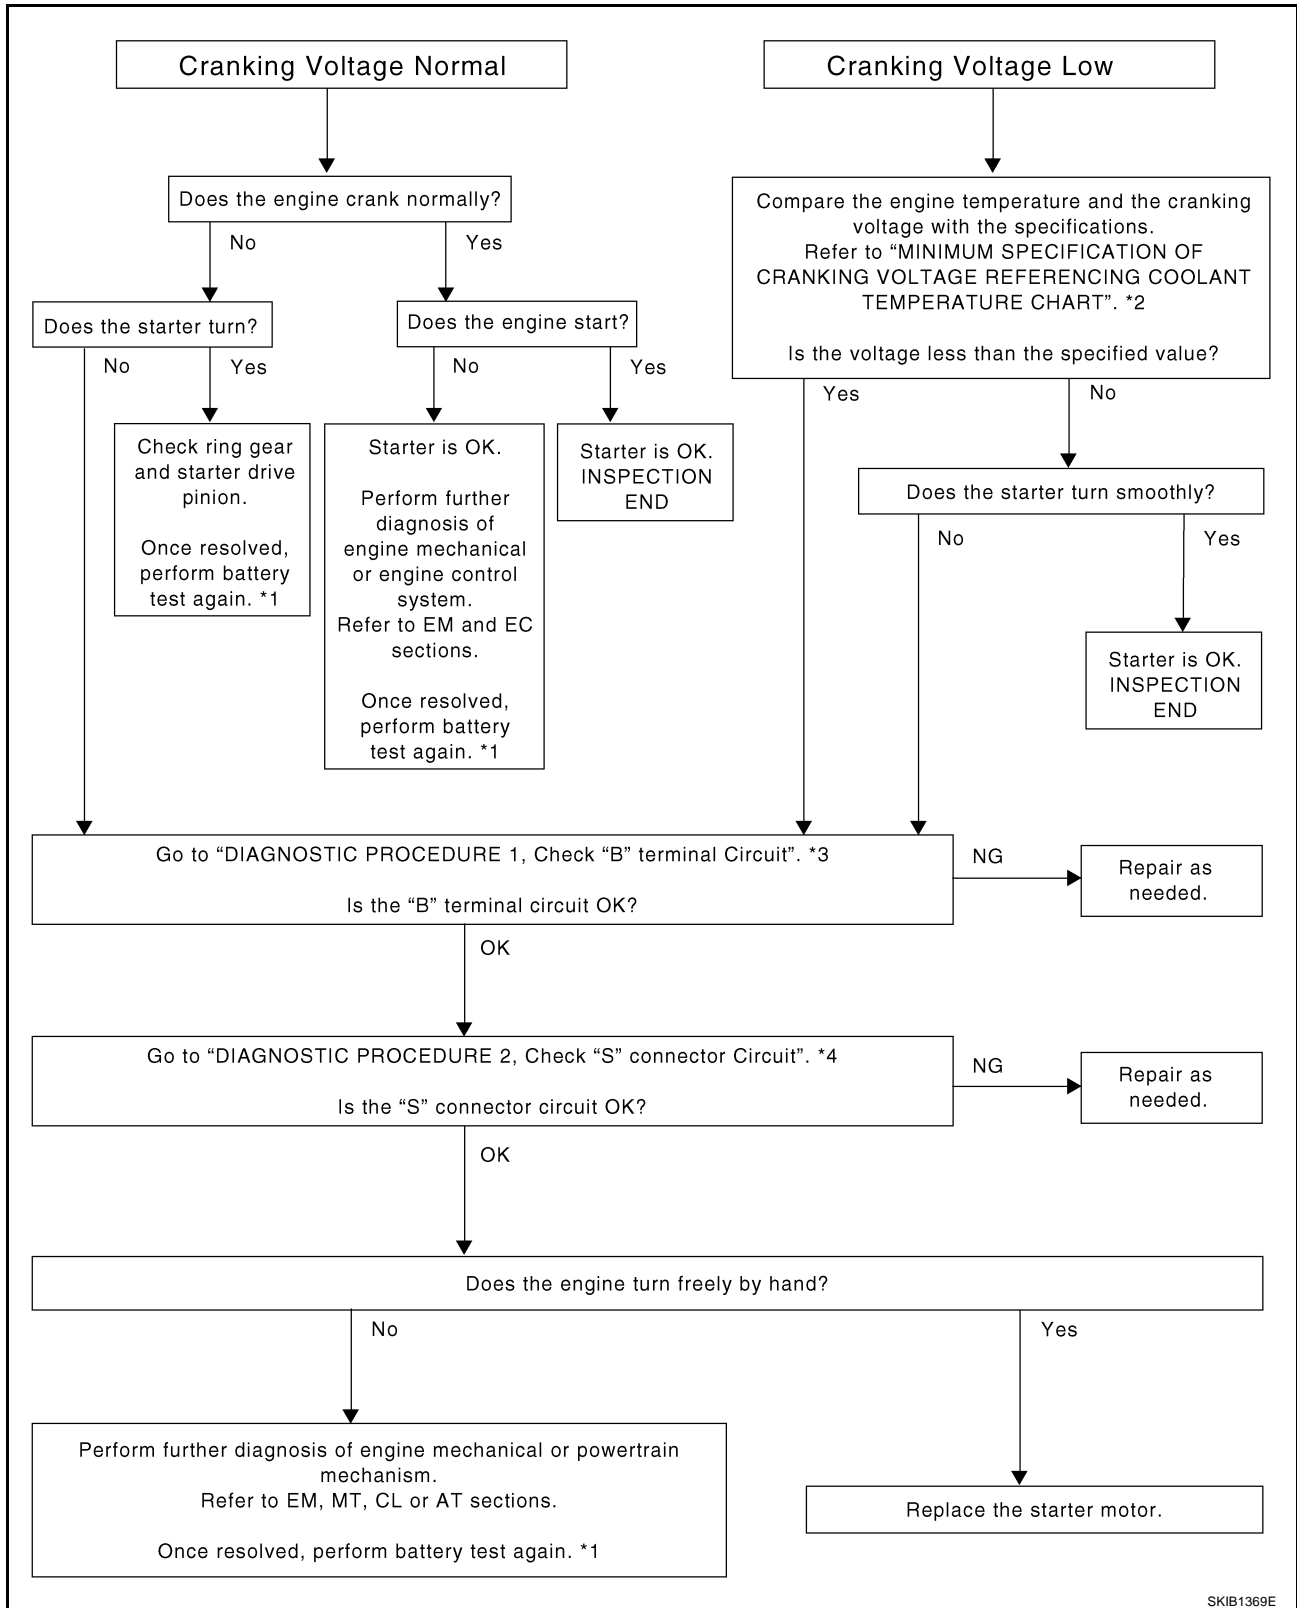 Cranking Voltage Normal
Cranking Voltage Low
Does the engine crank normally?
No
Yes
Does the starter turn?
Does the engine start?
No
Yes
No
Yes
Check ring gear
and starter drive
pinion.
Once resolved,
perform battery
test again. *1
Starter is OK.
Perform further
diagnosis of
engine mechanical
or engine control
system.
Refer to EM and EC
sections.
Once resolved,
perform battery
test again. *1
Starter is OK.
INSPECTION
END
Compare the engine temperature and the cranking
voltage with the specifications.
Refer to “MINIMUM SPECIFICATION OF
CRANKING VOLTAGE REFERENCING COOLANT
TEMPERATURE CHART”. *2
Is the voltage less than the specified value?
Yes
No
Does the starter turn smoothly?
No
Yes
Starter is OK.
INSPECTION
END
Go to “DIAGNOSTIC PROCEDURE 1, Check “B” terminal Circuit”. *3
Is the “B” terminal circuit OK?
NG
Repair as
needed.
OK
Go to “DIAGNOSTIC PROCEDURE 2, Check “S” connector Circuit”. *4
Is the “S” connector circuit OK?
NG
Repair as
needed.
OK
Does the engine turn freely by hand?
No
Yes
Perform further diagnosis of engine mechanical or powertrain
mechanism.
Refer to EM, MT, CL or AT sections.
Once resolved, perform battery test again. *1
Replace the starter motor.
SKIB1369E